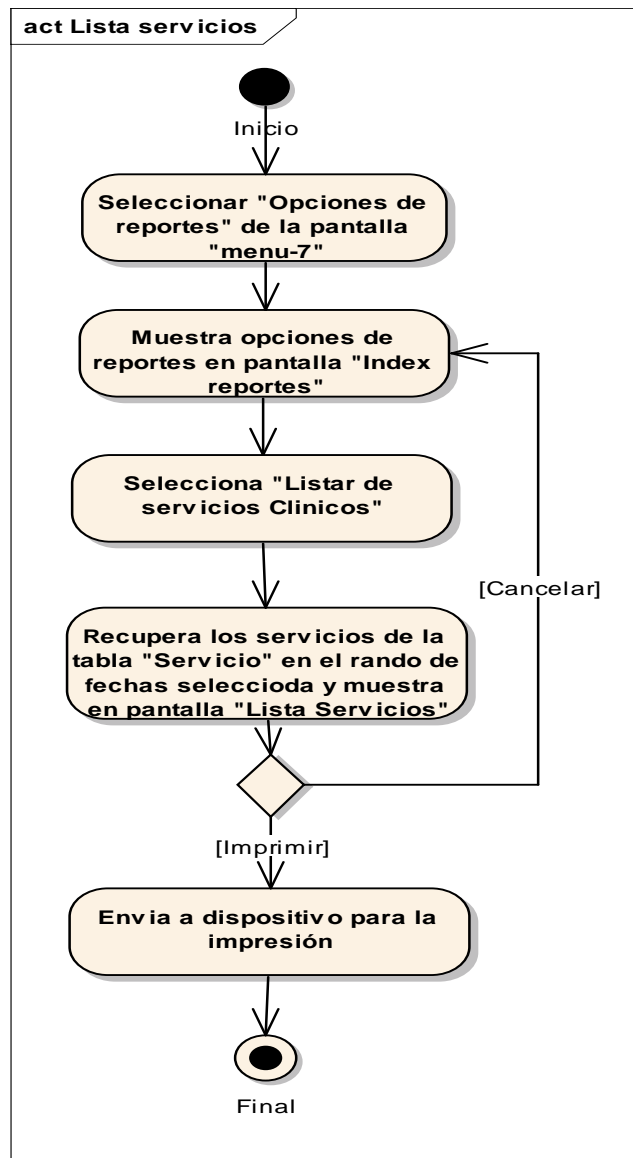 act Lista servicios
Inicio
Seleccionar "Opciones de
reportes" de la pantalla
"menu-7"
Muestra opciones de
reportes en pantalla "Index
reportes"
Selecciona "Listar de
servicios Clinicos"
[Cancelar]
Recupera los servicios de la
tabla "Servicio" en el rando de
fechas seleccioda y muestra
en pantalla "Lista Servicios"
[Imprimir]
Envia a dispositivo para la
impresión
Final